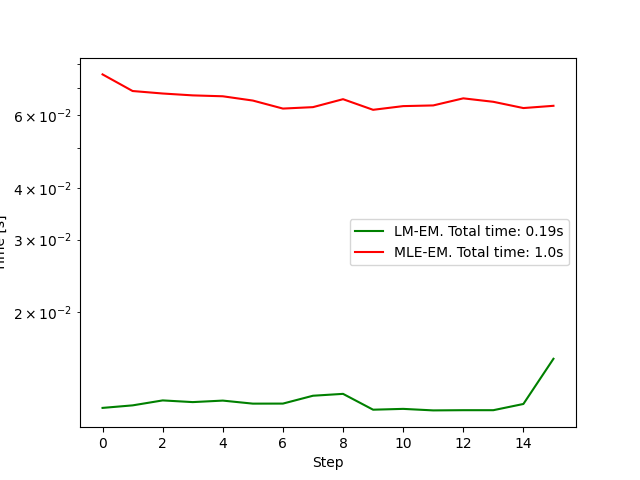 6 × 10⁻²
4 × 10⁻²
3 × 10⁻²
2 × 10⁻²
[s]
LM-EM. Total time: 0.19s
MLE-EM. Total time: 1.0s
0 2 4 6 8 10 12 14
Step